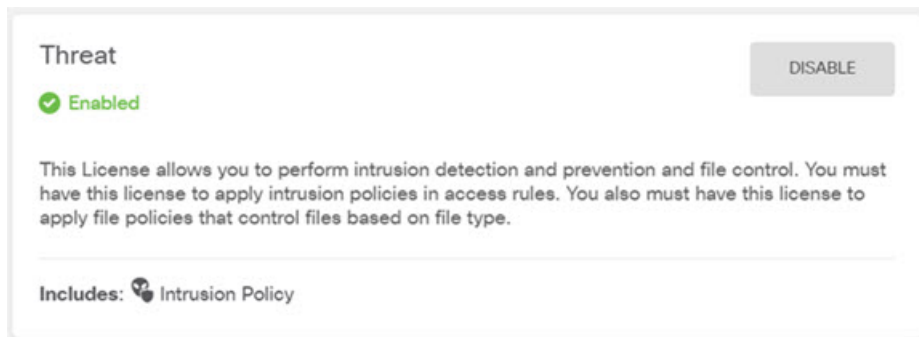 Threat
DISABLE
Enabled
This License allows you to perform intrusion detection and prevention and file control. You must
have this license to apply intrusion policies in access rules. You also must have this license to
apply file policies that control files based on file type.
Includes: Intrusion Policy